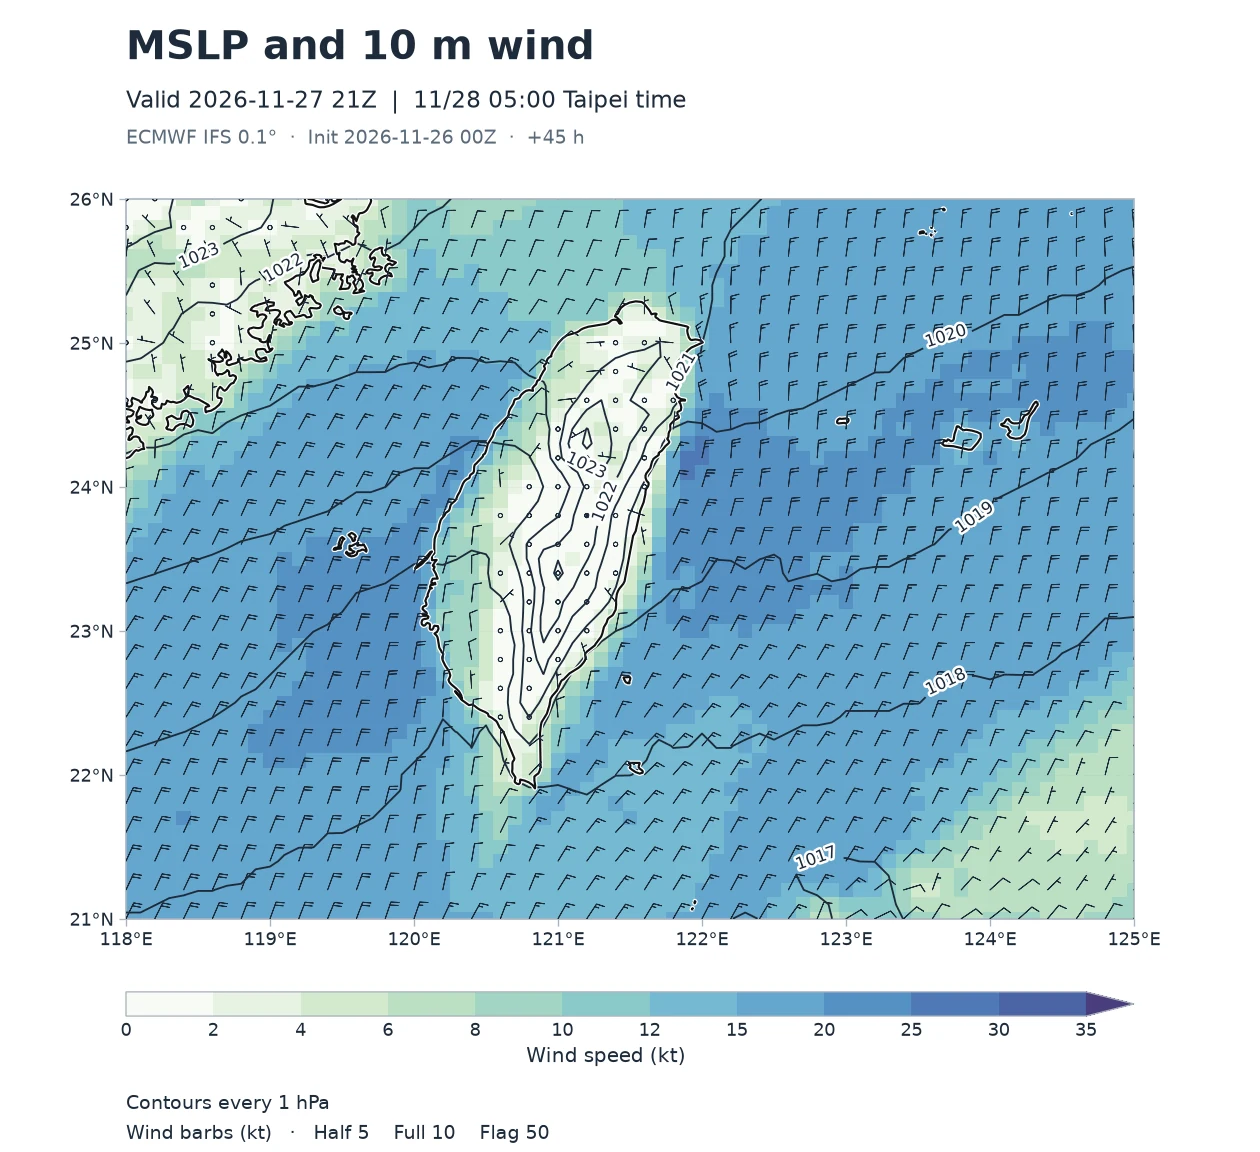 MSLP and 10 m wind
Valid 2026-11-27 21Z | 11/28 05:00 Taipei time
ECMWF IFS 0.1° · Init 2026-11-26 00Z · +45 h
26°N
25°N
24°N
23°N
22°N
21°N
1023
1022
1021
1020
1023
1022
1019
1018
1017
118°E 119°E 120°E 121°E 122°E 123°E 124°E 125°E
0 2 4 6 8 10 12 15 20 25 30 35
Wind speed (kt)
Contours every 1 hPa
Wind barbs (kt) · Half 5 Full 10 Flag 50